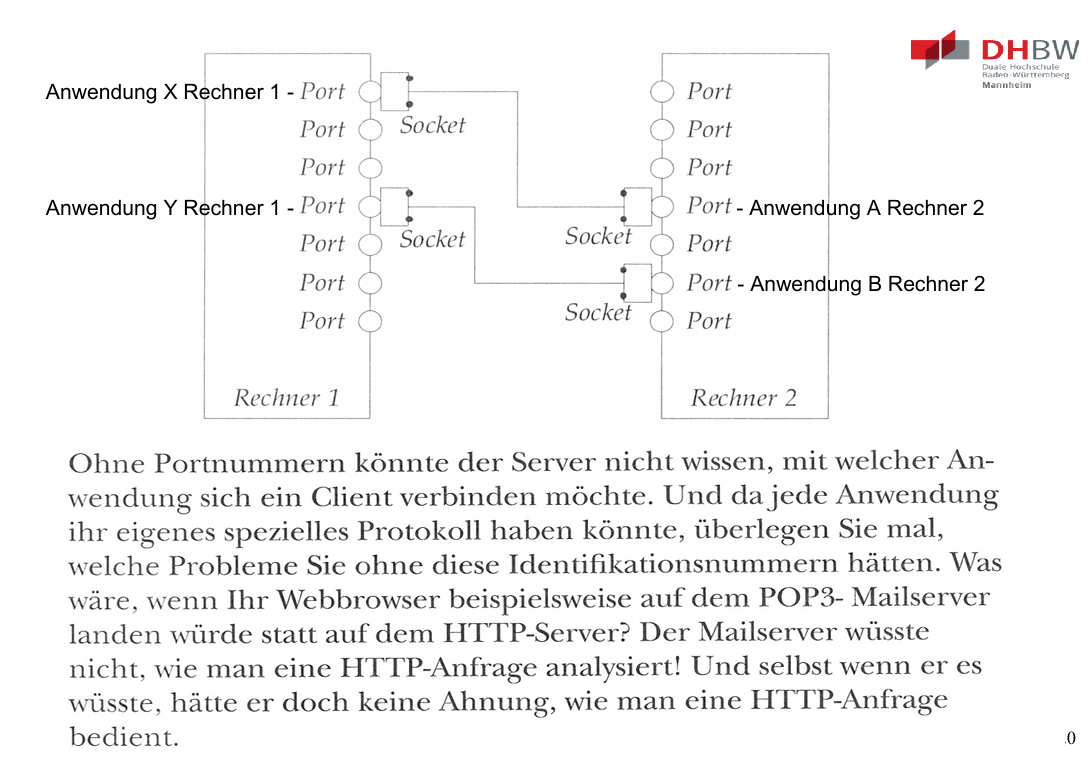 DHBW
Duale Hochschule
Baden-Württemberg
Mannheim
Anwendung X Rechner 1 - Port
Port
Socket
Port
Port
Port
Port
Anwendung Y Rechner 1 - Port
Port - Anwendung A Rechner 2
Port
Socket
Socket
Port
Port
Port - Anwendung B Rechner 2
Socket
Port
Port
Rechner 1
Rechner 2
Ohne Portnummern könnte der Server nicht wissen, mit welcher An-
wendung sich ein Client verbinden möchte. Und da jede Anwendung
ihr eigenes spezielles Protokoll haben könnte, überlegen Sie mal,
welche Probleme Sie ohne diese Identifikationsnummern hätten. Was
wäre, wenn Ihr Webbrowser beispielsweise auf dem POP3- Mailserver
landen würde statt auf dem HTTP-Server? Der Mailserver wüsste
nicht, wie man eine HTTP-Anfrage analysiert! Und selbst wenn er es
wüsste, hätte er doch keine Ahnung, wie man eine HTTP-Anfrage
bedient.
.0